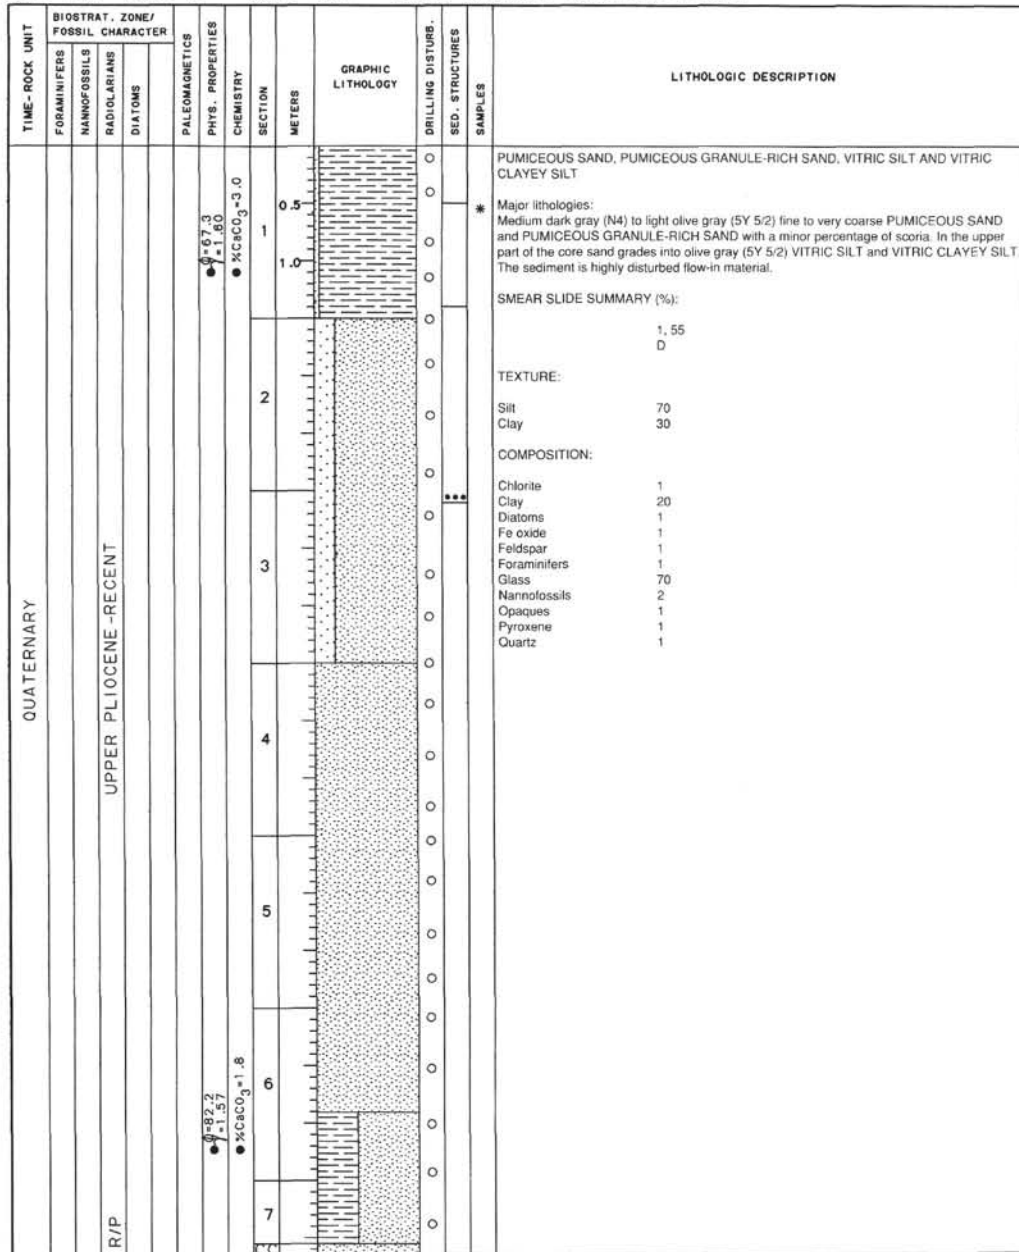 TIME-ROCK UNIT
BIOSTRAT. ZONE/
FOSSIL CHARACTER
FORAMINIFERS
NANNOFOSSILS
RADIOLARIANS
DIATOMS
PALEOMAGNETICS
PHYS. PROPERTIES
CHEMISTRY
SECTION
METERS
GRAPHIC
LITHOLOGY
DRILLING DISTURB.
SED. STRUCTURES
SAMPLES
LITHOLOGIC DESCRIPTION
QUATERNARY
UPPER PLIOCENE-RECENT
R/P
Ø=67.3
γ=1.60
%CaCO₃=3.0
Ø=82.2
γ=1.57
%CaCO₃=1.8
1
2
3
4
5
6
7
CC
0.5
1.0
*
PUMICEOUS SAND, PUMICEOUS GRANULE-RICH SAND, VITRIC SILT AND VITRIC
CLAYEY SILT
Major lithologies:
Medium dark gray (N4) to light olive gray (5Y 5/2) fine to very coarse PUMICEOUS SAND
and PUMICEOUS GRANULE-RICH SAND with a minor percentage of scoria. In the upper
part of the core sand grades into olive gray (5Y 5/2) VITRIC SILT and VITRIC CLAYEY SILT.
The sediment is highly disturbed flow-in material.
SMEAR SLIDE SUMMARY (%):
1, 55
D
TEXTURE:
Silt 70
Clay 30
COMPOSITION:
Chlorite 1
Clay 20
Diatoms 1
Fe oxide 1
Feldspar 1
Foraminifers 1
Glass 70
Nannofossils 2
Opaques 1
Pyroxene 1
Quartz 1